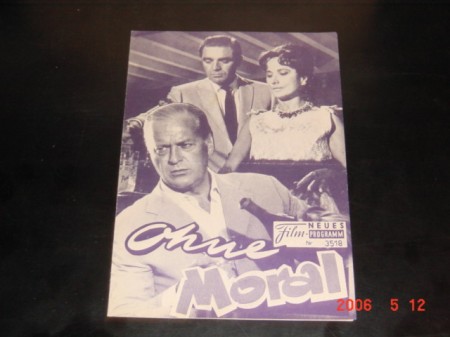 Ohne
Moral
Film-
NEUES
PROGRAMM
Nr 3518
2006 5 12